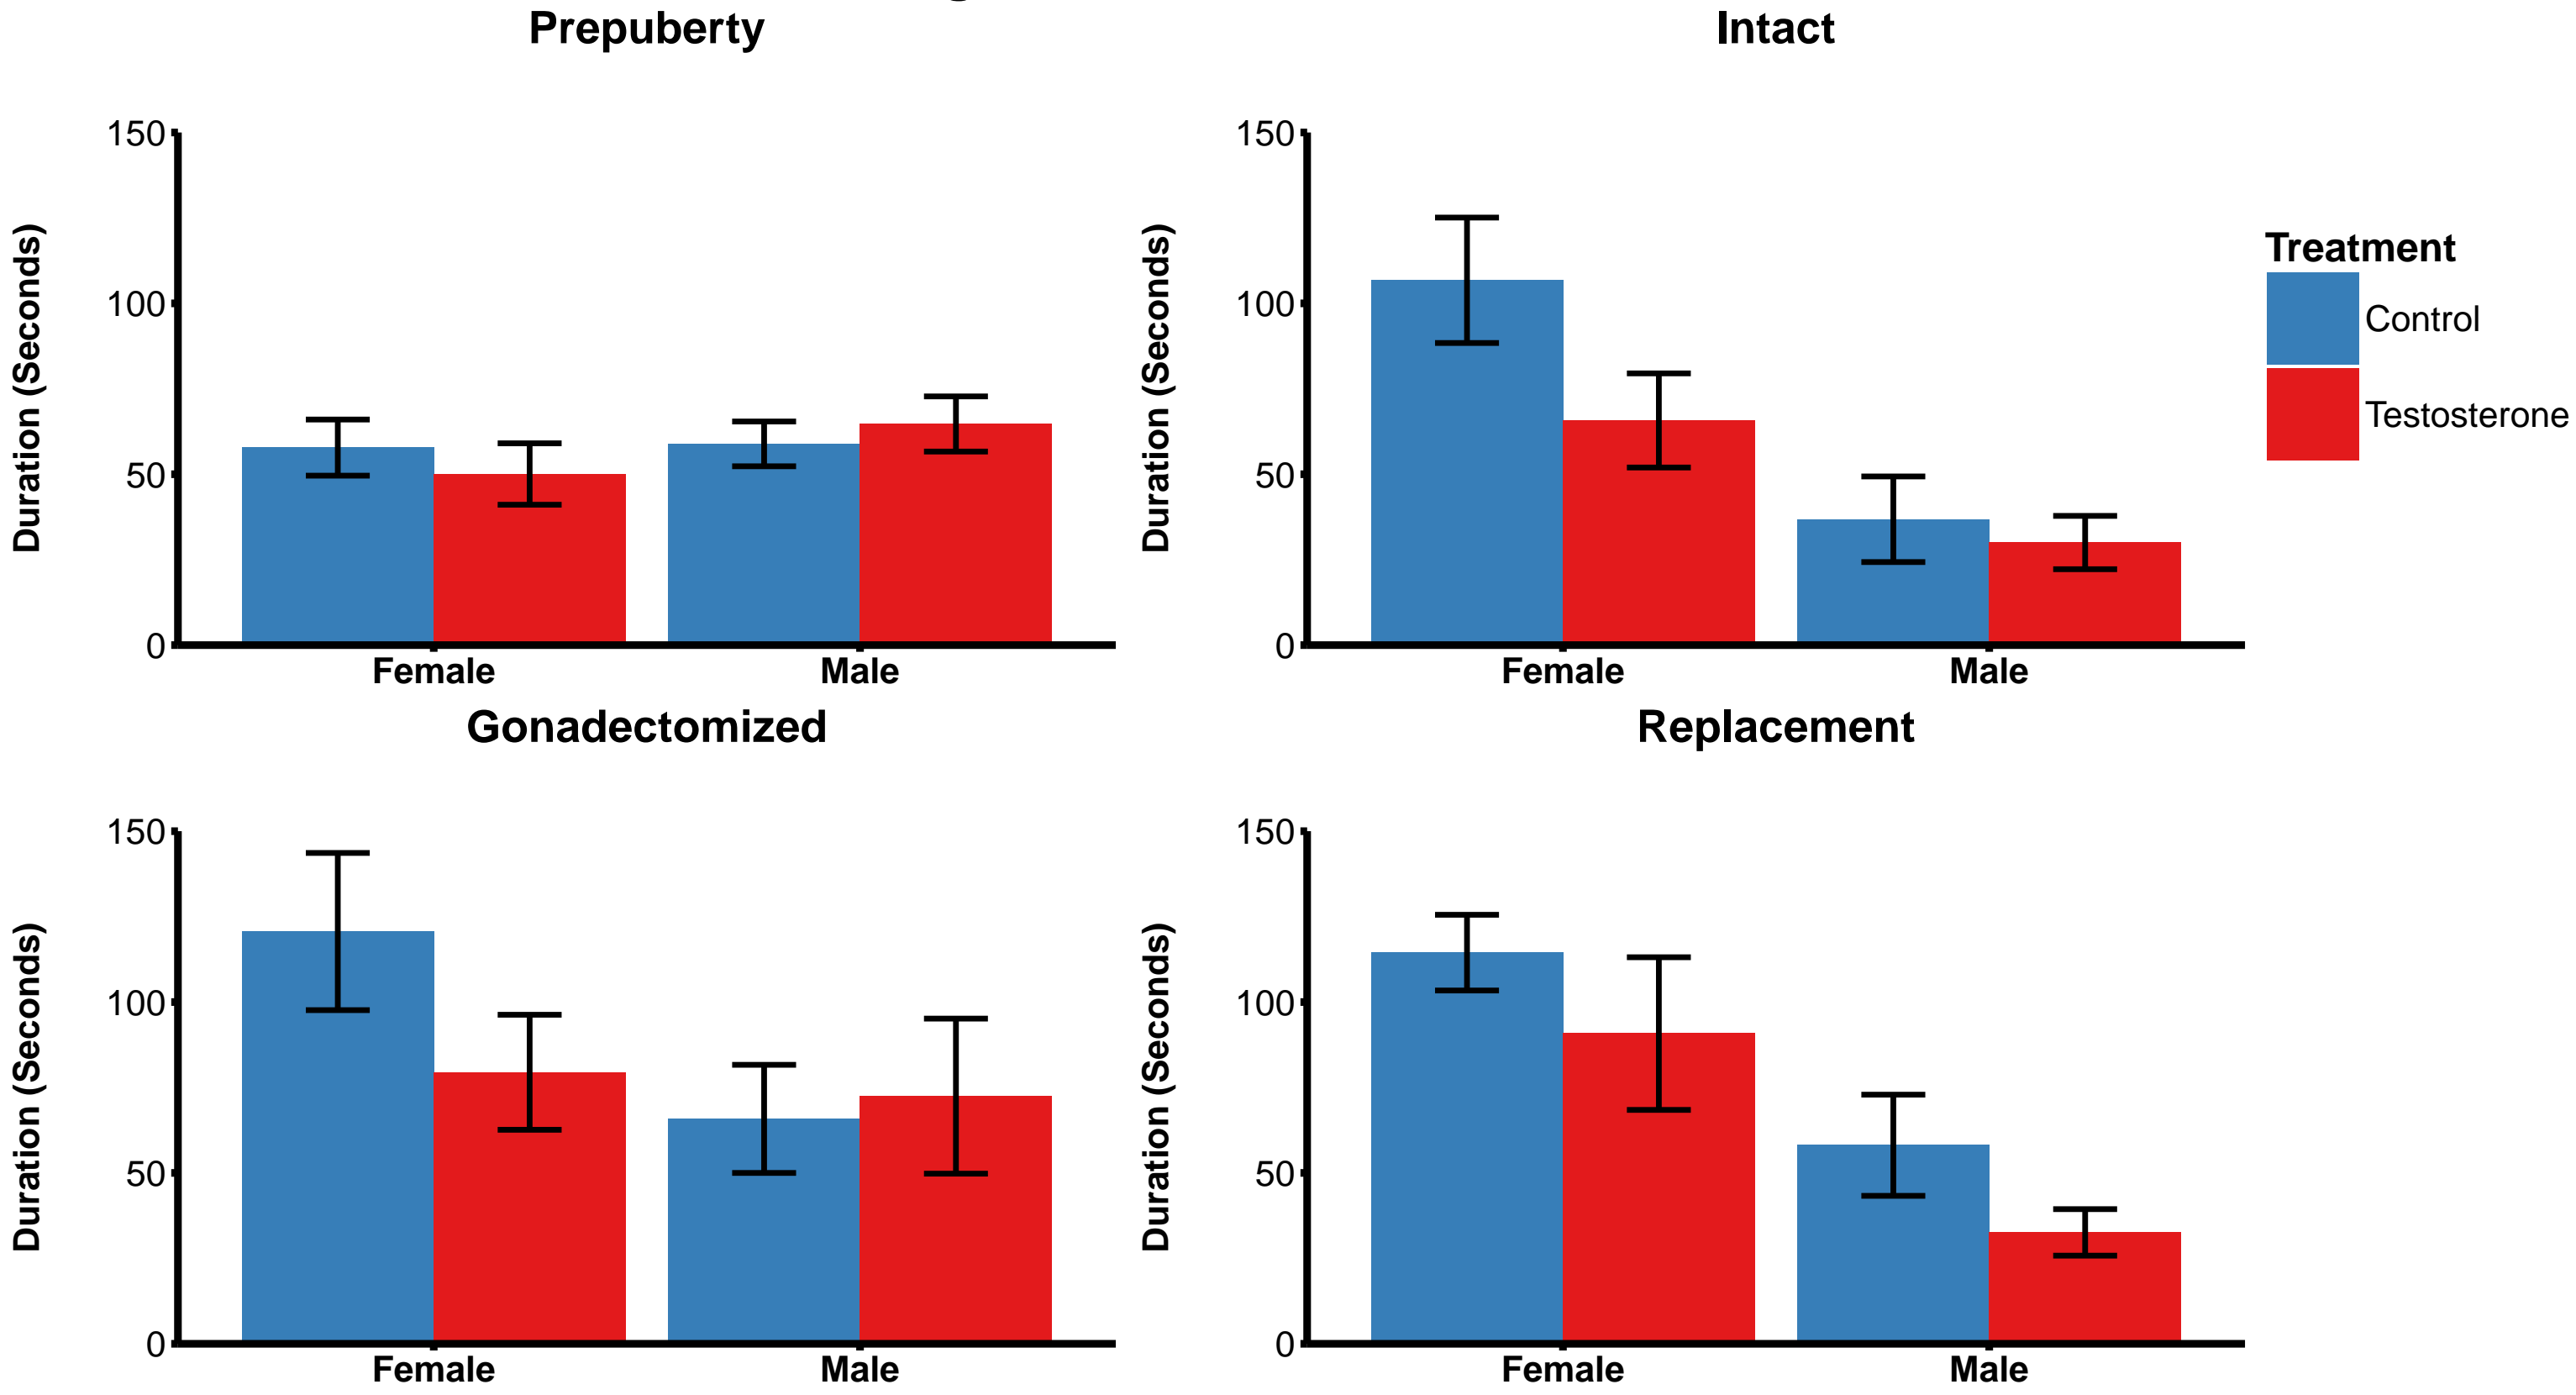 Prepuberty
Duration (Seconds)
150
100
50
0
Female Male
Intact
Duration (Seconds)
150
100
50
0
Female Male
Treatment
Control
Testosterone
Gonadectomized
Duration (Seconds)
150
100
50
0
Female Male
Replacement
Duration (Seconds)
150
100
50
0
Female Male